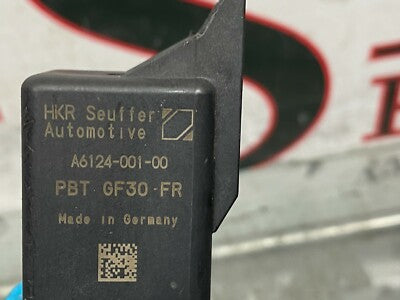 HKR Seuffer
Automotive
A6124-001-00
PBT GF30 FR
Made in Germany